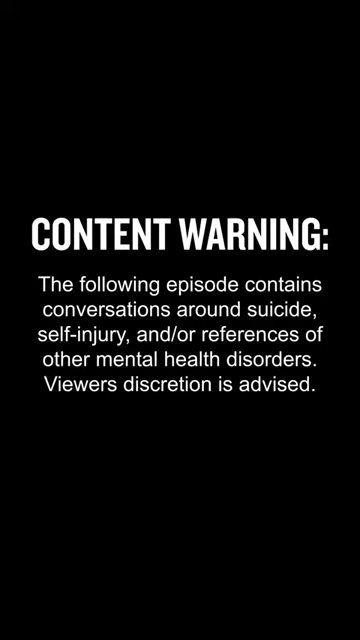 CONTENT WARNING:
The following episode contains
conversations around suicide,
self-injury, and/or references of
other mental health disorders.
Viewers discretion is advised.